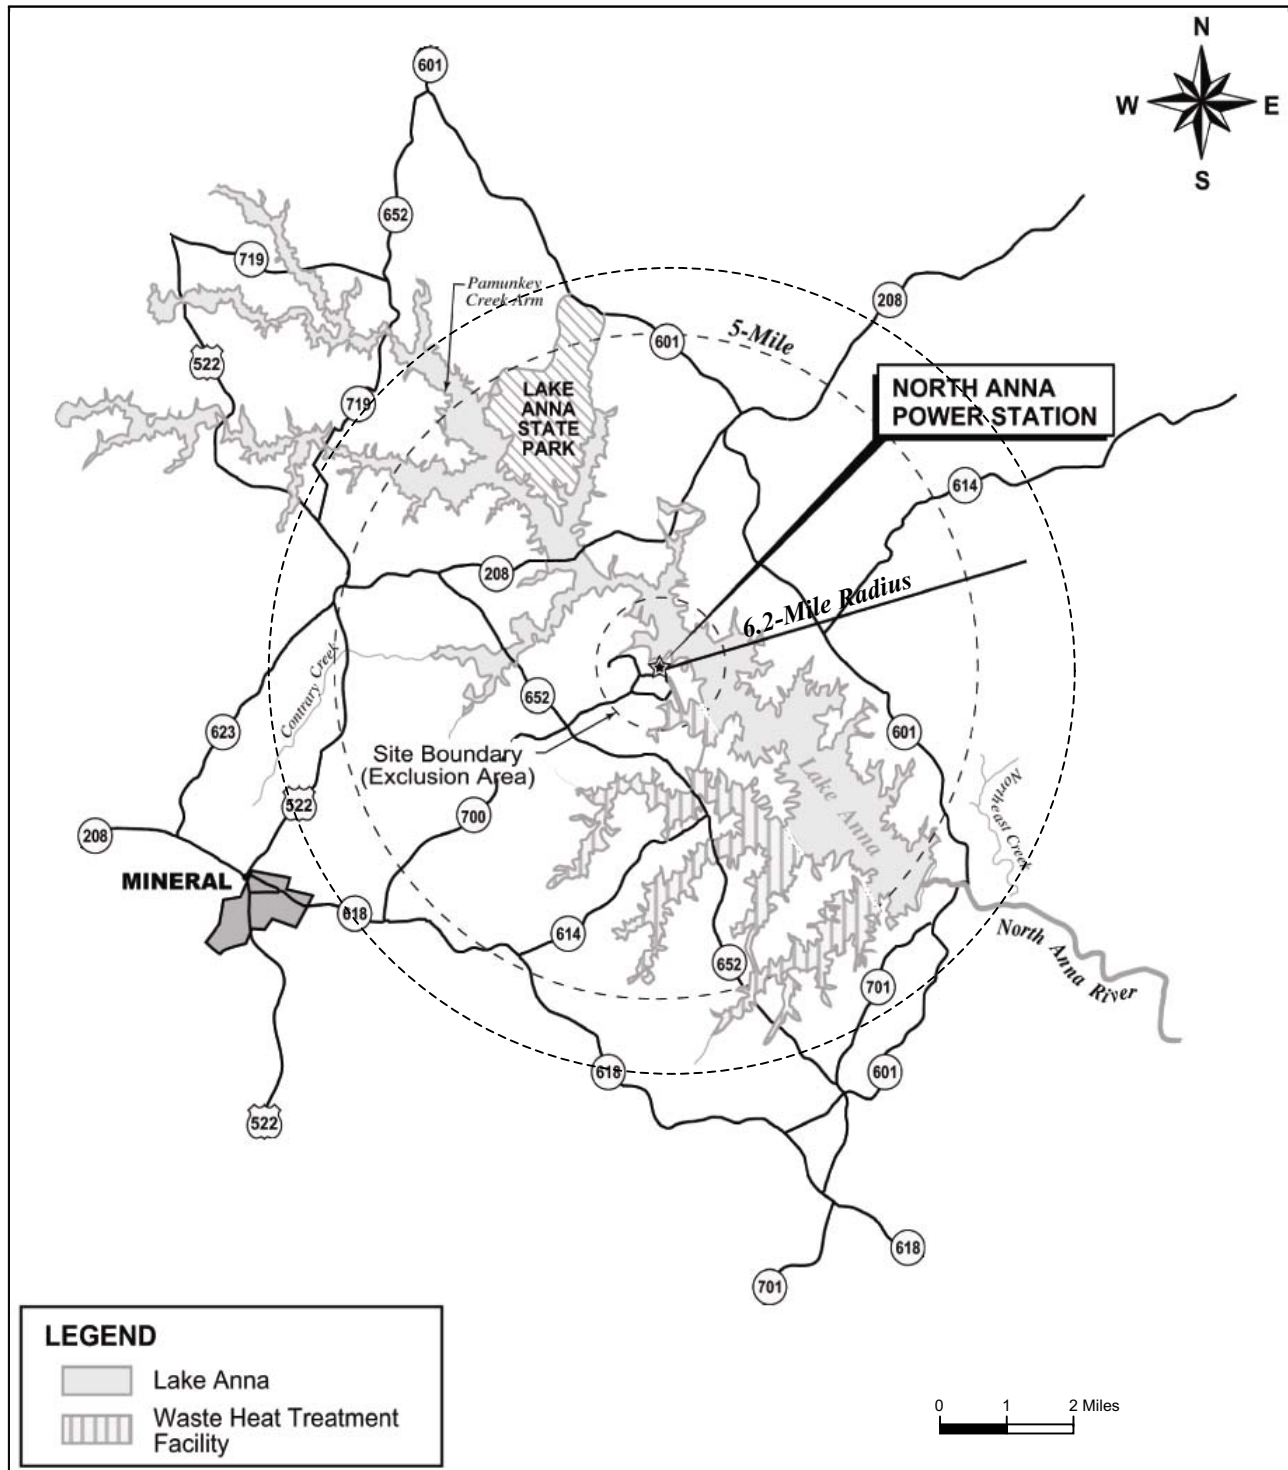 N
W
E
S
601
652
719
Pamunkey
Creek Arm
208
5-Mile
601
522
LAKE
ANNA
STATE
PARK
NORTH ANNA
POWER STATION
719
614
208
6.2-Mile Radius
Contrary Creek
652
623
601
Site Boundary
(Exclusion Area)
Lake Anna
Northeast Creek
522
700
208
MINERAL
618
614
652
North Anna River
701
618
601
522
618
701
LEGEND
Lake Anna
Waste Heat Treatment
Facility
0 1 2 Miles